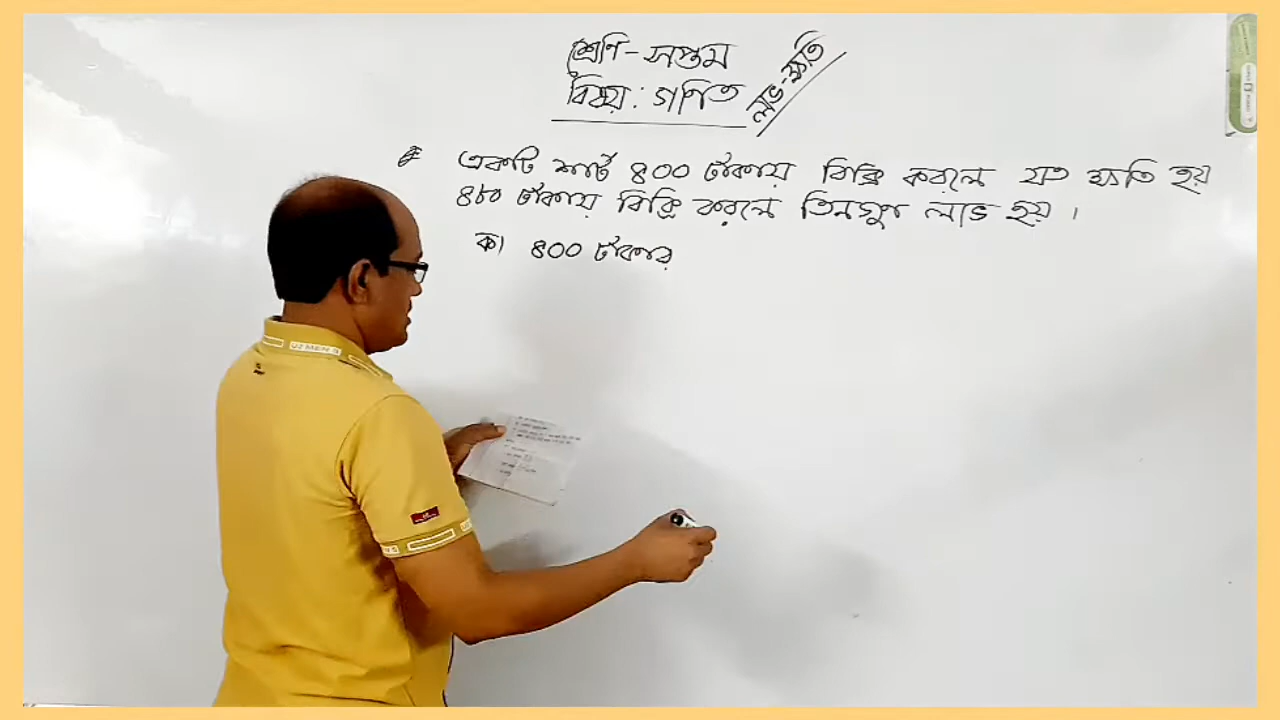 শ্রেণি - সপ্তম
বিষয় : গণিত
লাভ-ক্ষতি
একটি শার্ট ৪০০ টাকায় বিক্রি করলে যত ক্ষতি হয়
৪৮০ টাকায় বিক্রি করলে তিনগুণ লাভ হয় ।
ক) ৪০০ টাকার